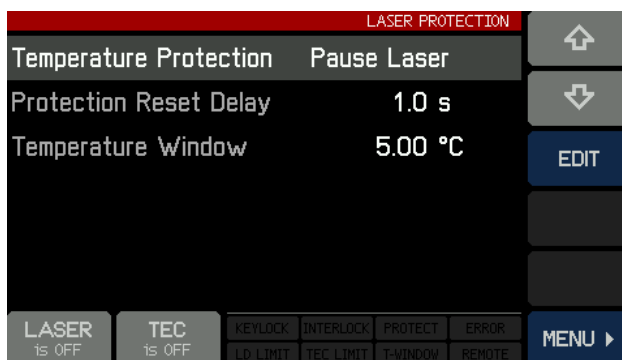 LASER PROTECTION
Temperature Protection Pause Laser
Protection Reset Delay 1.0 s
Temperature Window 5.00 °C
EDIT
LASER TEC KEYLOCK INTERLOCK PROTECT ERROR
is OFF is OFF LD LIMIT TEC LIMIT T-WINDOW REMOTE
MENU